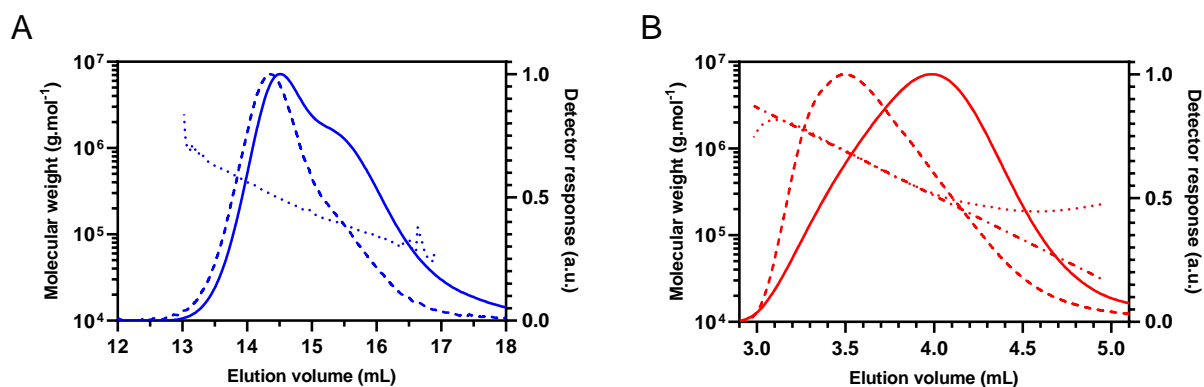 A
Molecular weight (g.mol⁻¹)
10⁷
10⁶
10⁵
10⁴
12 13 14 15 16 17 18
Elution volume (mL)
1.0
0.5
0.0
Detector response (a.u.)
B
Molecular weight (g.mol⁻¹)
10⁷
10⁶
10⁵
10⁴
3.0 3.5 4.0 4.5 5.0
Elution volume (mL)
1.0
0.5
0.0
Detector response (a.u.)